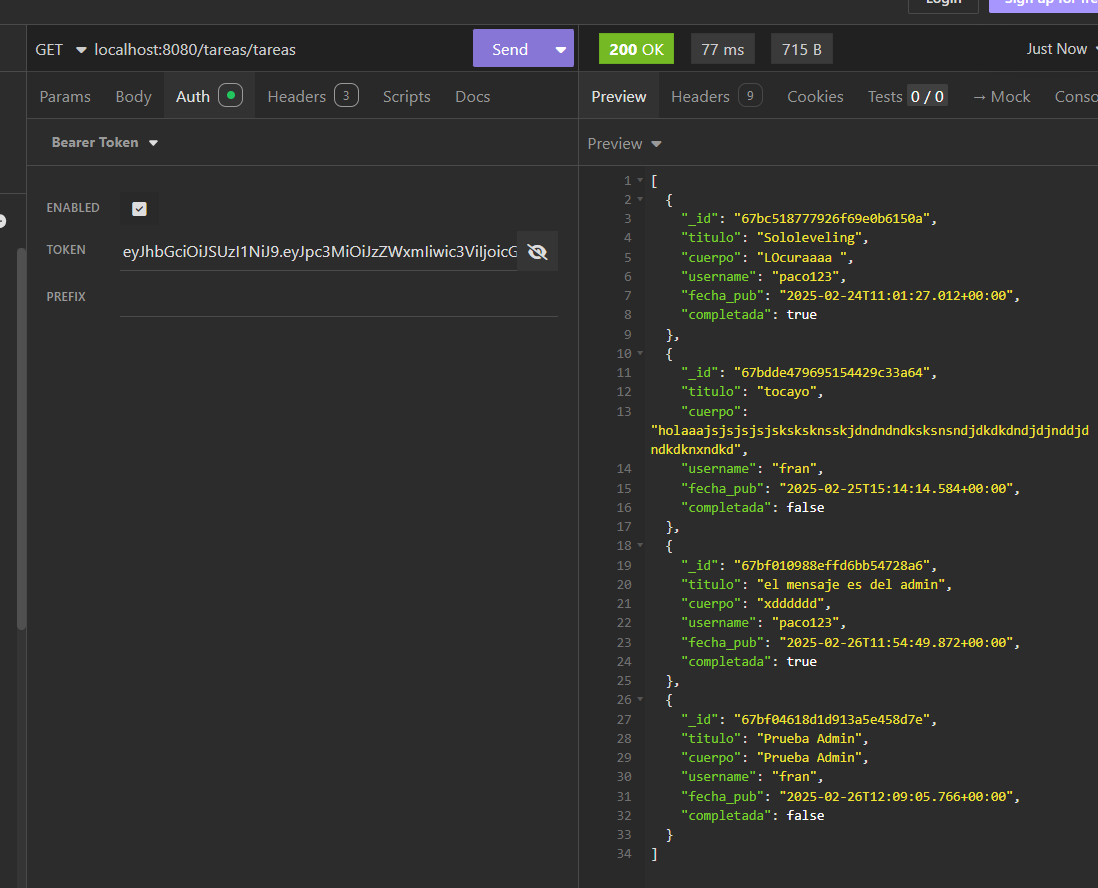 Login
Sign up for fre
GET localhost:8080/tareas/tareas Send
200 OK 77 ms 715 B Just Now
Params Body Auth Headers 3 Scripts Docs
Preview Headers 9 Cookies Tests 0 / 0 → Mock Conso
Bearer Token
Preview
ENABLED
TOKEN eyJhbGciOiJSUzI1NiJ9.eyJpc3MiOiJzZWxmIiwic3ViIjoicG
PREFIX
1 [
2 {
3 "_id": "67bc518777926f69e0b6150a",
4 "titulo": "Sololeveling",
5 "cuerpo": "LOcuraaaa ",
6 "username": "paco123",
7 "fecha_pub": "2025-02-24T11:01:27.012+00:00",
8 "completada": true
9 },
10 {
11 "_id": "67bdde479695154429c33a64",
12 "titulo": "tocayo",
13 "cuerpo":
"holaaajsjsjsjsjsksksknsskjdndndndksksnsndjdkdkdndjdjnddjd
ndkdknxndkd",
14 "username": "fran",
15 "fecha_pub": "2025-02-25T15:14:14.584+00:00",
16 "completada": false
17 },
18 {
19 "_id": "67bf010988effd6bb54728a6",
20 "titulo": "el mensaje es del admin",
21 "cuerpo": "xdddddd",
22 "username": "paco123",
23 "fecha_pub": "2025-02-26T11:54:49.872+00:00",
24 "completada": true
25 },
26 {
27 "_id": "67bf04618d1d913a5e458d7e",
28 "titulo": "Prueba Admin",
29 "cuerpo": "Prueba Admin",
30 "username": "fran",
31 "fecha_pub": "2025-02-26T12:09:05.766+00:00",
32 "completada": false
33 }
34 ]